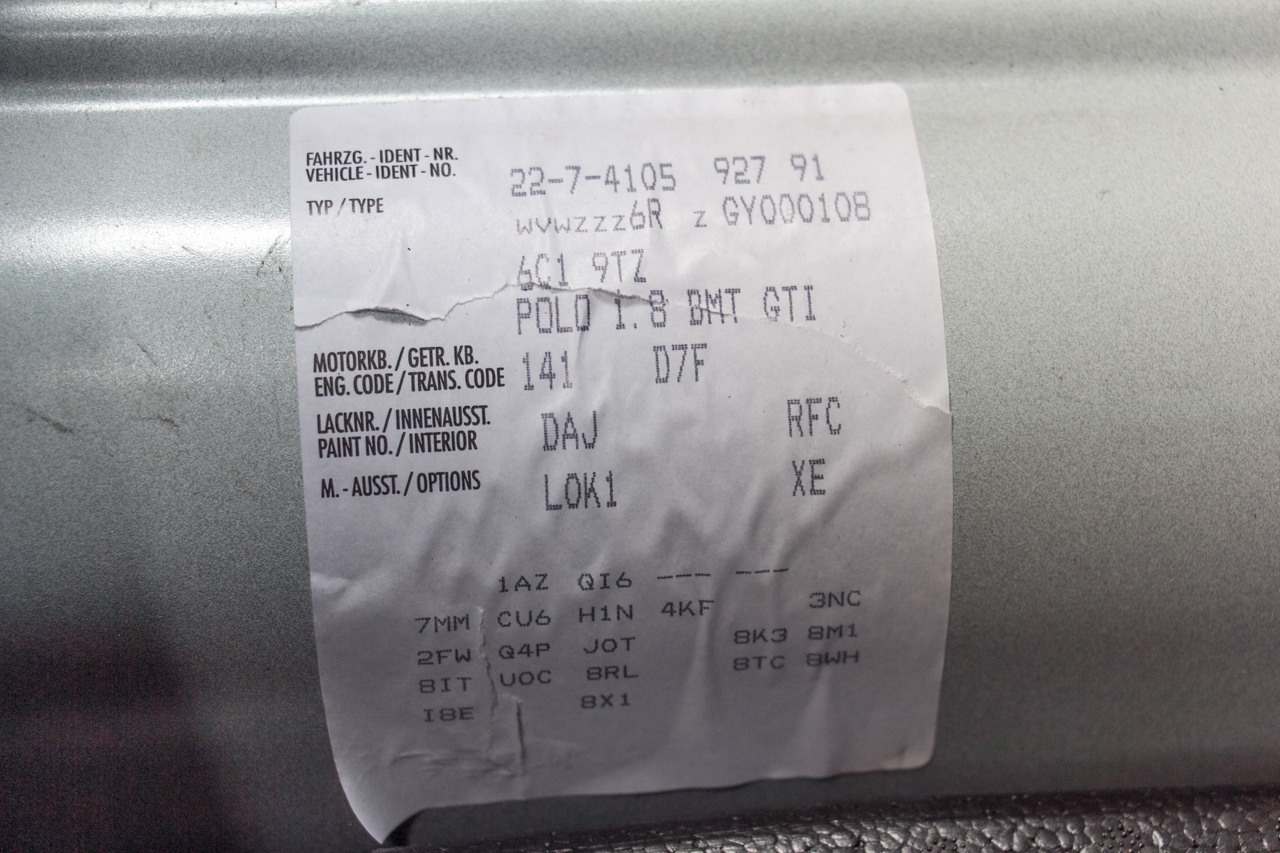 FAHRZG. - IDENT - NR.
VEHICLE - IDENT - NO.
22-7-4105 927 91
TYP / TYPE
WVWZZZ6R Z GY000108
6C1 9TZ
POLO 1.8 BMT GTI
MOTORKB. / GETR. KB.
ENG. CODE / TRANS. CODE
141 D7F
LACKNR. / INNENAUSST.
PAINT NO. / INTERIOR
DAJ RFC
M. - AUSST. / OPTIONS
LOK1 XE
1AZ QI6 --- ---
7MM CU6 H1N 4KF 3NC
2FW Q4P JOT 8K3 8M1
8IT UOC 8RL 8TC 8WH
I8E 8X1